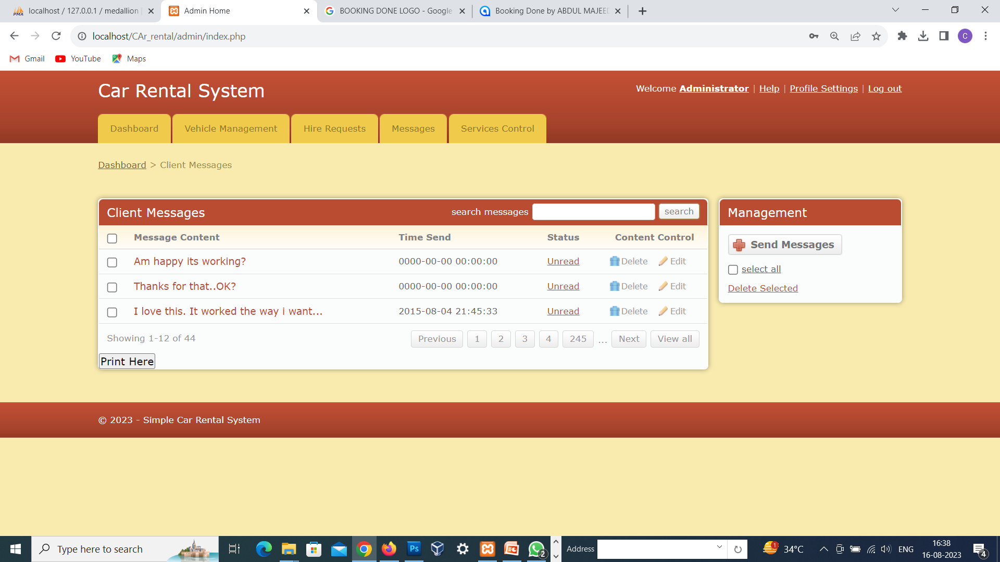 localhost / 127.0.0.1 / medallion
Admin Home
BOOKING DONE LOGO - Google
Booking Done by ABDUL MAJEED
localhost/CAr_rental/admin/index.php
C
Gmail
YouTube
Maps
Car Rental System
Welcome Administrator | Help | Profile Settings | Log out
Dashboard
Vehicle Management
Hire Requests
Messages
Services Control
Dashboard > Client Messages
Client Messages
search messages
search
Message Content
Time Send
Status
Content Control
Am happy its working?
0000-00-00 00:00:00
Unread
Delete
Edit
Thanks for that..OK?
0000-00-00 00:00:00
Unread
Delete
Edit
I love this. It worked the way i want...
2015-08-04 21:45:33
Unread
Delete
Edit
Showing 1-12 of 44
Previous
1
2
3
4
245
...
Next
View all
Print Here
Management
Send Messages
select all
Delete Selected
© 2023 - Simple Car Rental System
Type here to search
Ps
2
Address
1
34°C
ENG
16:38
16-08-2023
4